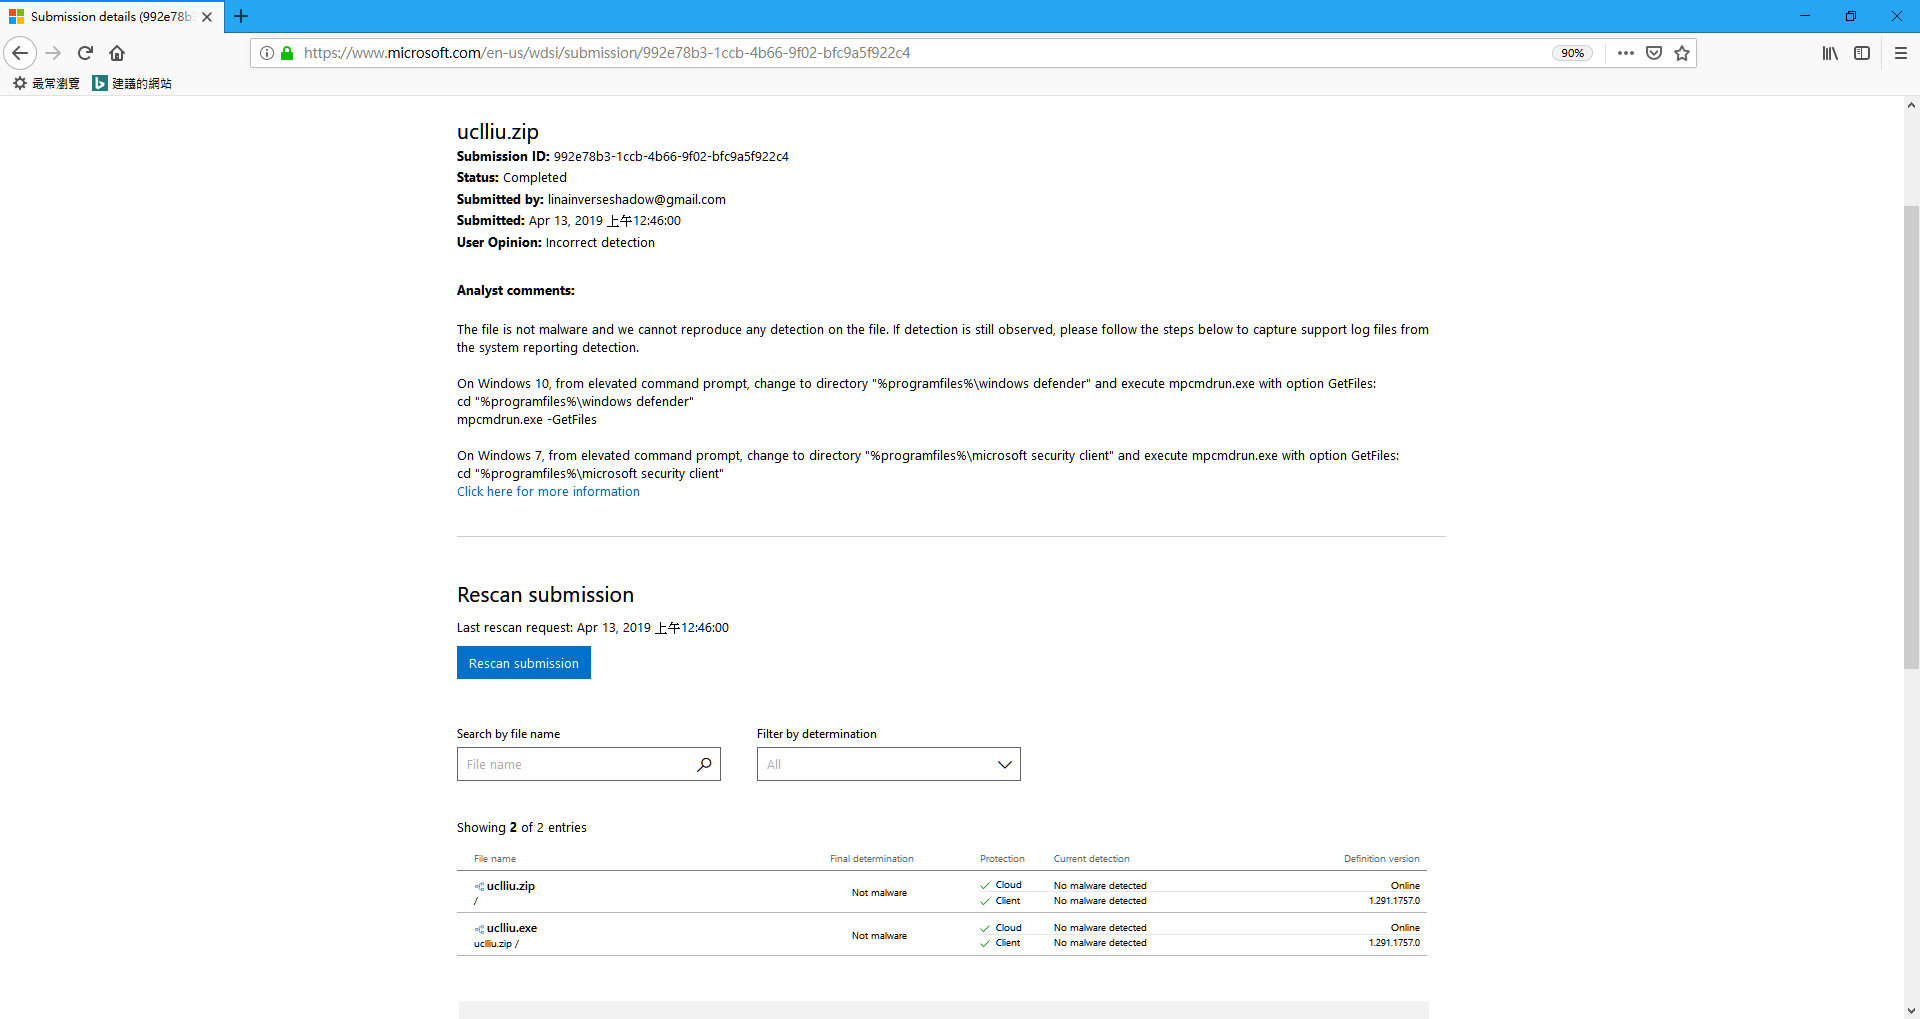 Submission details (992e78b
https://www.microsoft.com/en-us/wdsi/submission/992e78b3-1ccb-4b66-9f02-bfc9a5f922c4
90%
最常瀏覽 建議的網站
uclliu.zip
Submission ID: 992e78b3-1ccb-4b66-9f02-bfc9a5f922c4
Status: Completed
Submitted by: linainverseshadow@gmail.com
Submitted: Apr 13, 2019 上午12:46:00
User Opinion: Incorrect detection
Analyst comments:
The file is not malware and we cannot reproduce any detection on the file. If detection is still observed, please follow the steps below to capture support log files from
the system reporting detection.
On Windows 10, from elevated command prompt, change to directory "%programfiles%\windows defender" and execute mpcmdrun.exe with option GetFiles:
cd "%programfiles%\windows defender"
mpcmdrun.exe -GetFiles
On Windows 7, from elevated command prompt, change to directory "%programfiles%\microsoft security client" and execute mpcmdrun.exe with option GetFiles:
cd "%programfiles%\microsoft security client"
Click here for more information
Rescan submission
Last rescan request: Apr 13, 2019 上午12:46:00
Rescan submission
Search by file name Filter by determination
File name All
Showing 2 of 2 entries
File name Final determination Protection Current detection Definition version
uclliu.zip Not malware Cloud No malware detected Online
/ Client No malware detected 1.291.1757.0
uclliu.exe Not malware Cloud No malware detected Online
uclliu.zip / Client No malware detected 1.291.1757.0